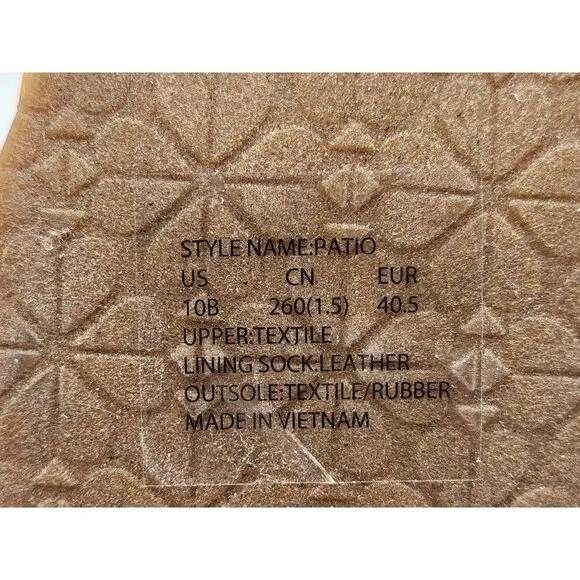 STYLE NAME:PATIO
US CN EUR
10B 260(1.5) 40.5
UPPER:TEXTILE
LINING SOCK:LEATHER
OUTSOLE:TEXTILE/RUBBER
MADE IN VIETNAM